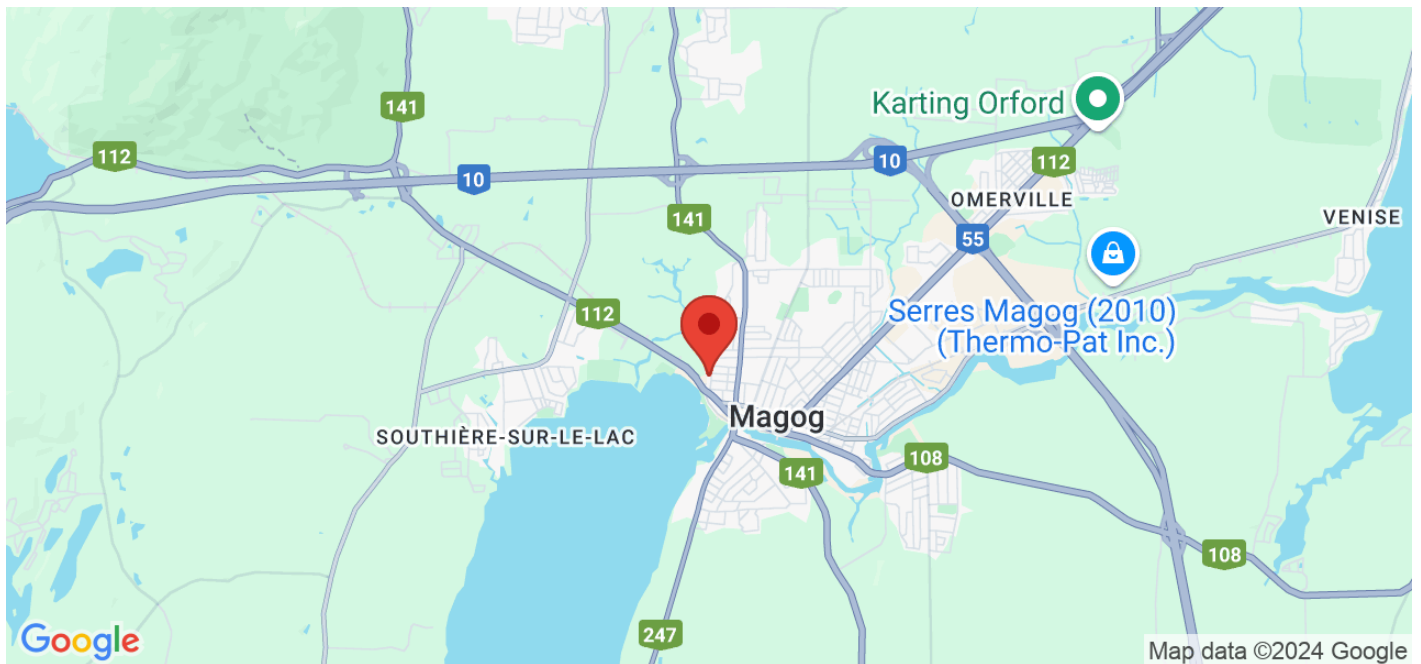 141
Karting Orford
112
10
112
10
OMERVILLE
141
55
VENISE
112
Serres Magog (2010)
(Thermo-Pat Inc.)
Magog
SOUTHIÈRE-SUR-LE-LAC
141
108
108
247
Google
Map data ©2024 Google